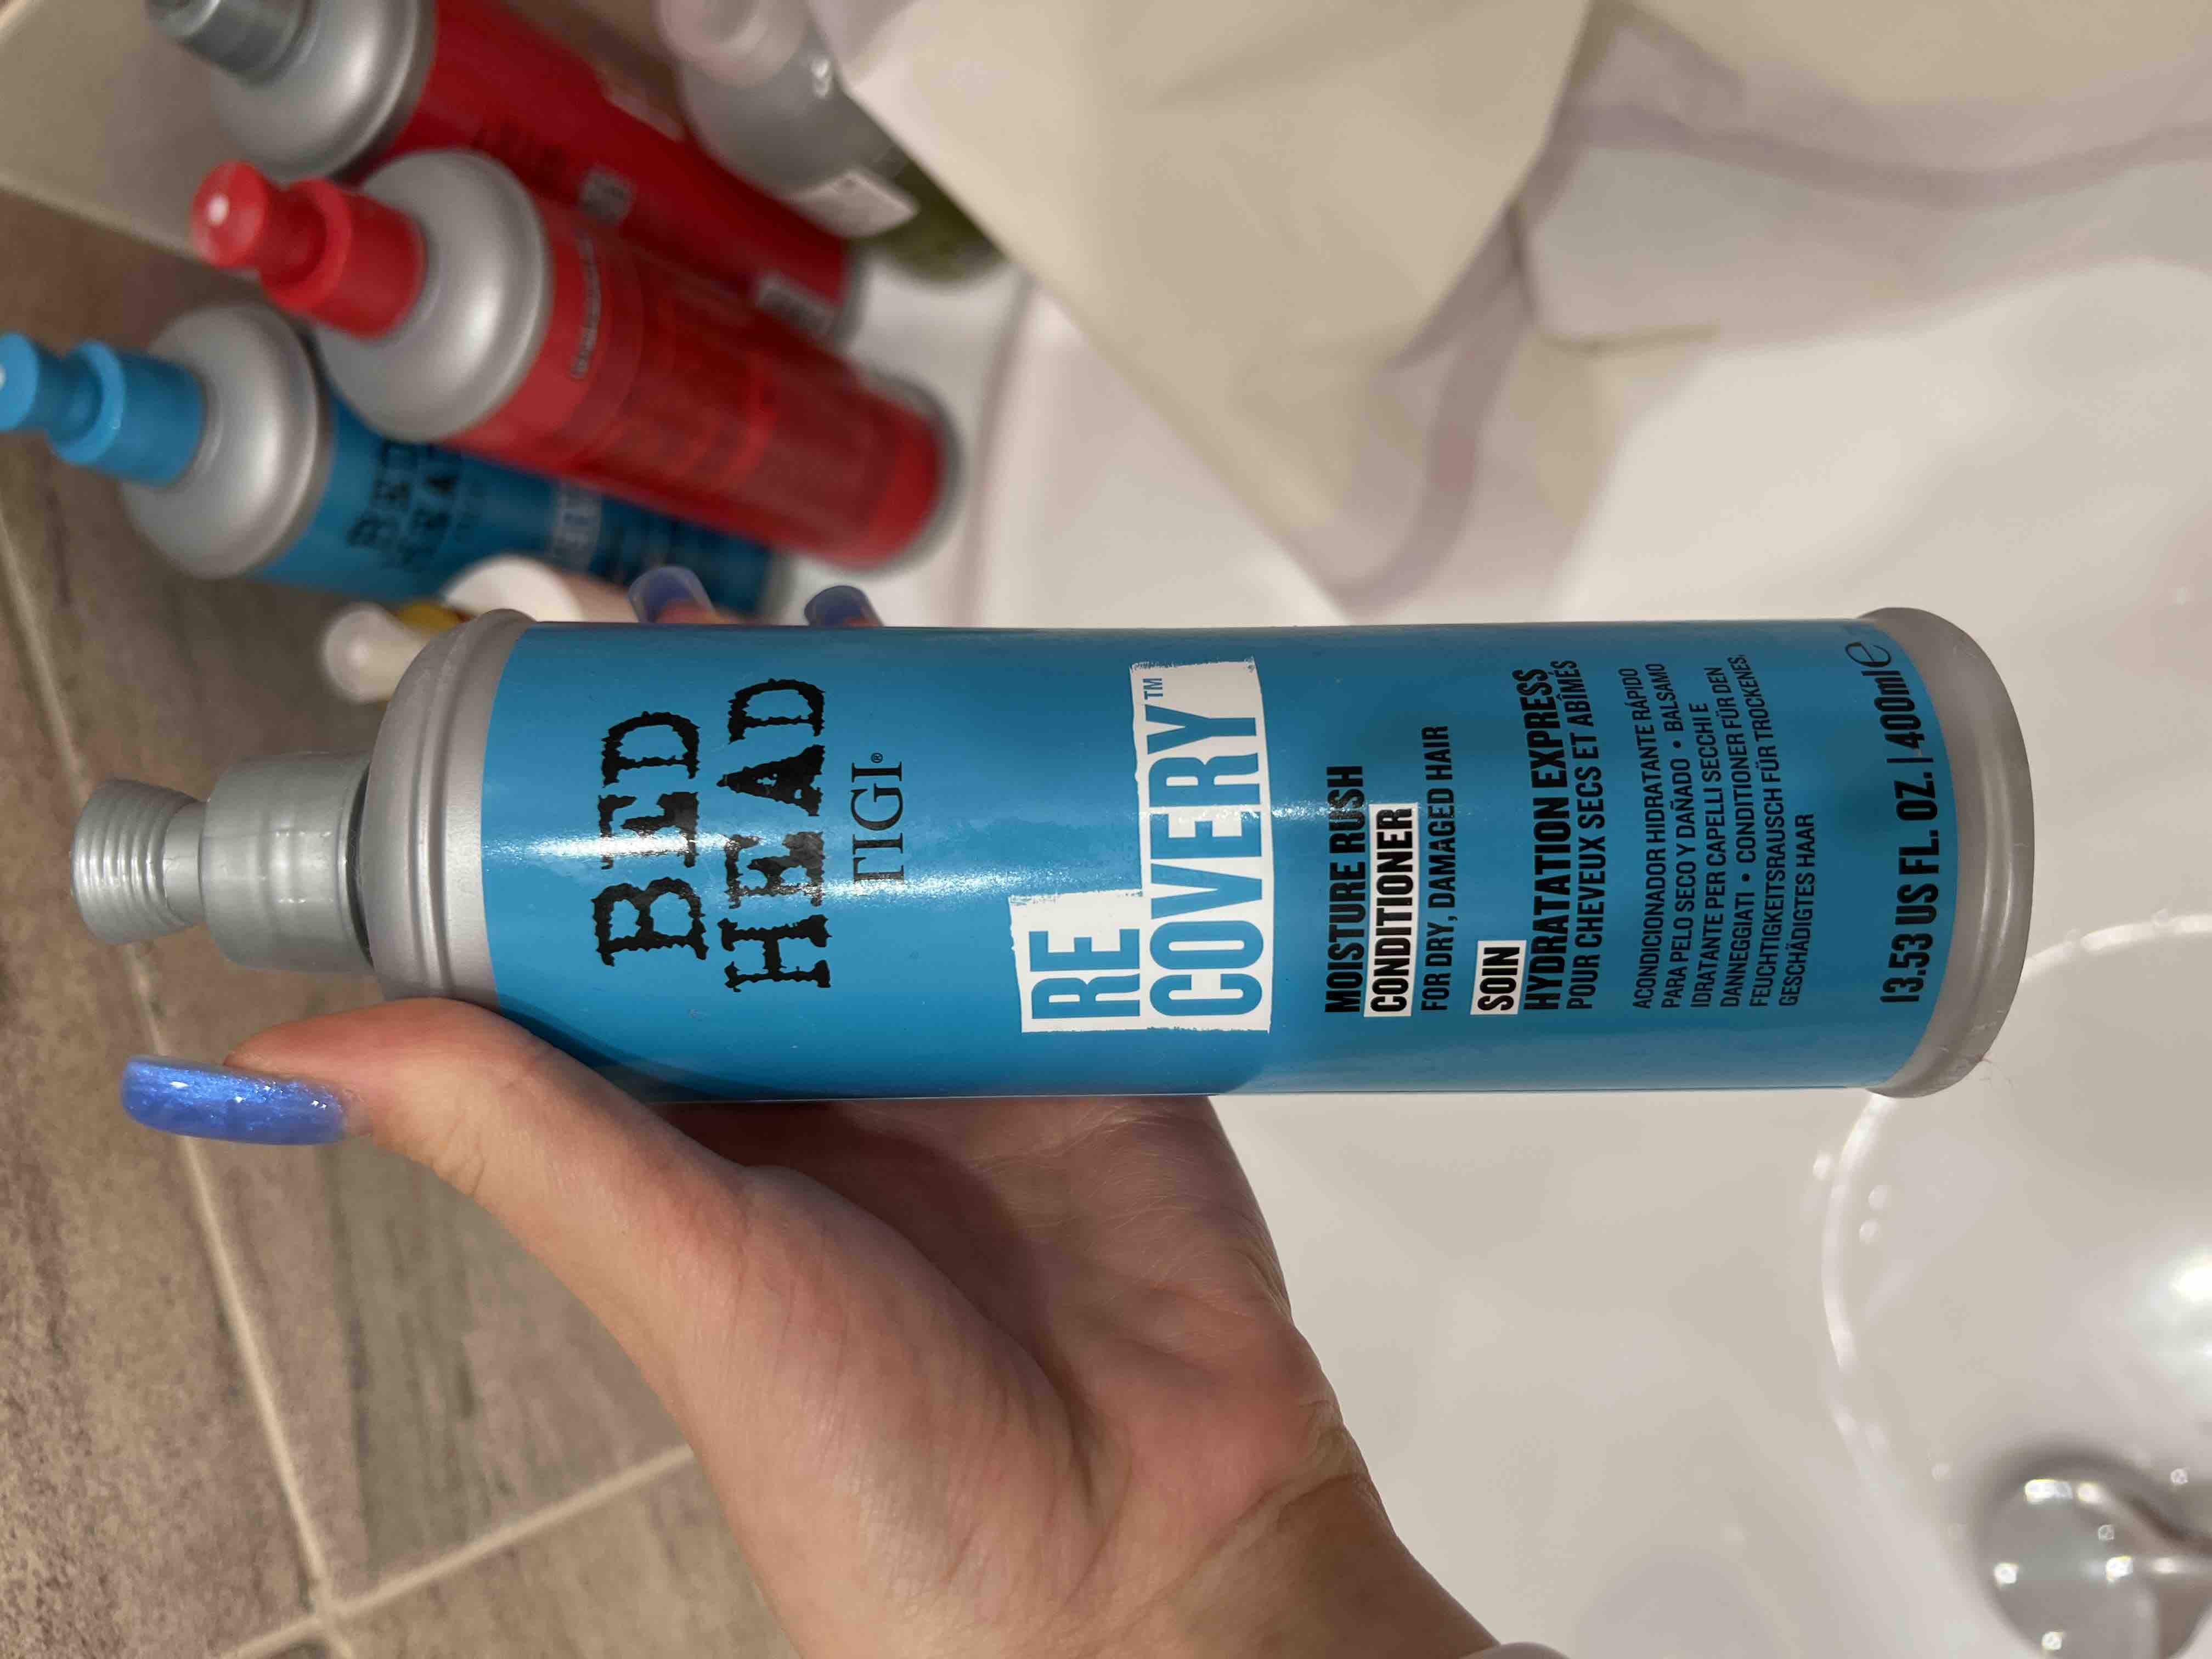 BED
HEAD
TIGI®
RE
COVERY™
MOISTURE RUSH
CONDITIONER
FOR DRY, DAMAGED HAIR
SOIN
HYDRATATION EXPRESS
POUR CHEVEUX SECS ET ABÎMÉS
ACONDICIONADOR HIDRATANTE RÁPIDO
PARA PELO SECO Y DAÑADO • BALSAMO
IDRATANTE PER CAPELLI SECCHI E
DANNEGGIATI • CONDITIONER FÜR DEN
FEUCHTIGKEITSRAUSCH FÜR TROCKENES,
GESCHÄDIGTES HAAR
13.53 US FL. OZ. | 400ml e
BED
HEAD